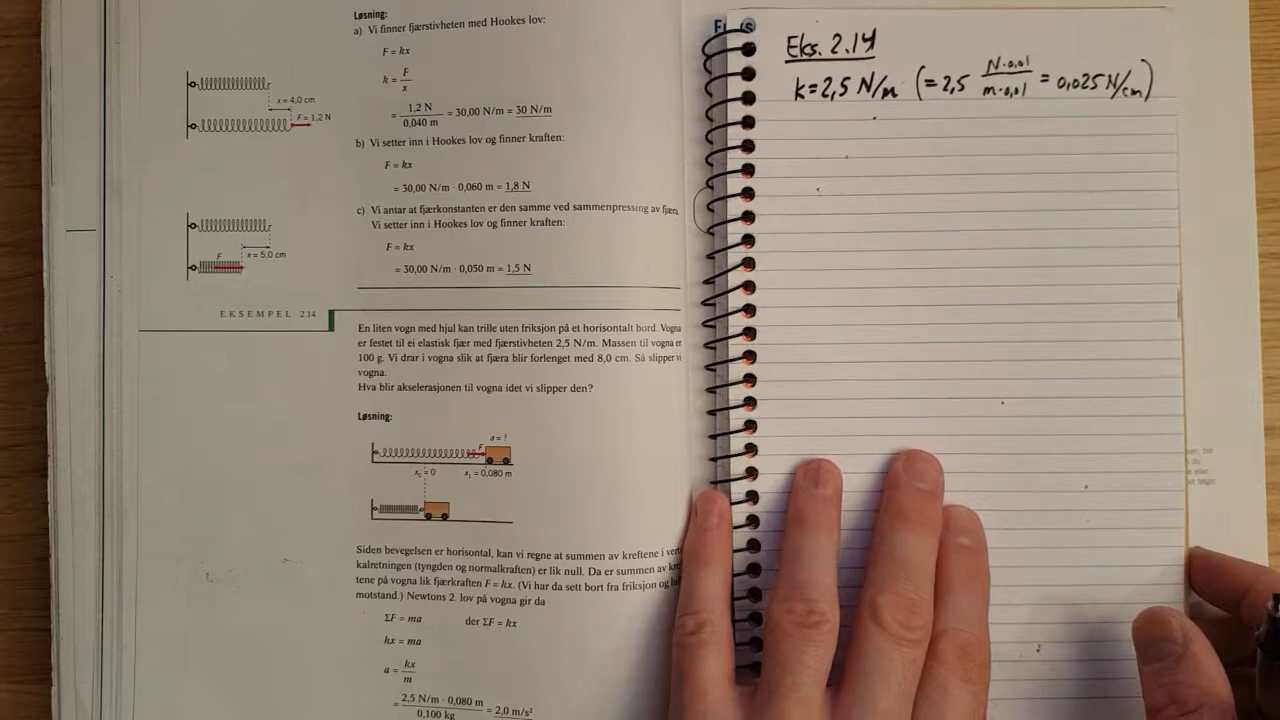 Løsning:
a) Vi finner fjærstivheten med Hookes lov:
F = kx
k = F/x
x = 4,0 cm
F = 1,2 N
= 1,2 N / 0,040 m = 30,00 N/m = 30 N/m
b) Vi setter inn i Hookes lov og finner kraften:
F = kx
= 30,00 N/m · 0,060 m = 1,8 N
c) Vi antar at fjærkonstanten er den samme ved sammenpressing av
Vi setter inn i Hookes lov og finner kraften:
F = kx
F
x = 5,0 cm
= 30,00 N/m · 0,050 m = 1,5 N
EKSEMPEL 2.14
En liten vogn med hjul kan trille uten friksjon på et horisontalt bord. Vogna
er festet til ei elastisk fjær med fjærstivheten 2,5 N/m. Massen til vogna er
100 g. Vi drar i vogna slik at fjæra blir forlenget med 8,0 cm. Så slipper vi
vogna.
Hva blir akselerasjonen til vogna idet vi slipper den?
Løsning:
a = ?
F
x₀ = 0
x₁ = 0,080 m
Siden bevegelsen er horisontal, kan vi regne at summen av kreftene i vert
kalretningen (tyngden og normalkraften) er lik null. Da er summen av kre
tene på vogna lik fjærkraften F = kx. (Vi har da sett bort fra friksjon og
motstand.) Newtons 2. lov på vogna gir da
ΣF = ma der ΣF = kx
kx = ma
a = kx/m
= 2,5 N/m · 0,080 m / 0,100 kg = 2,0 m/s²
Eks. 2.14
k = 2,5 N/m (= 2,5 N·0,01 / m·0,01 = 0,025 N/cm)